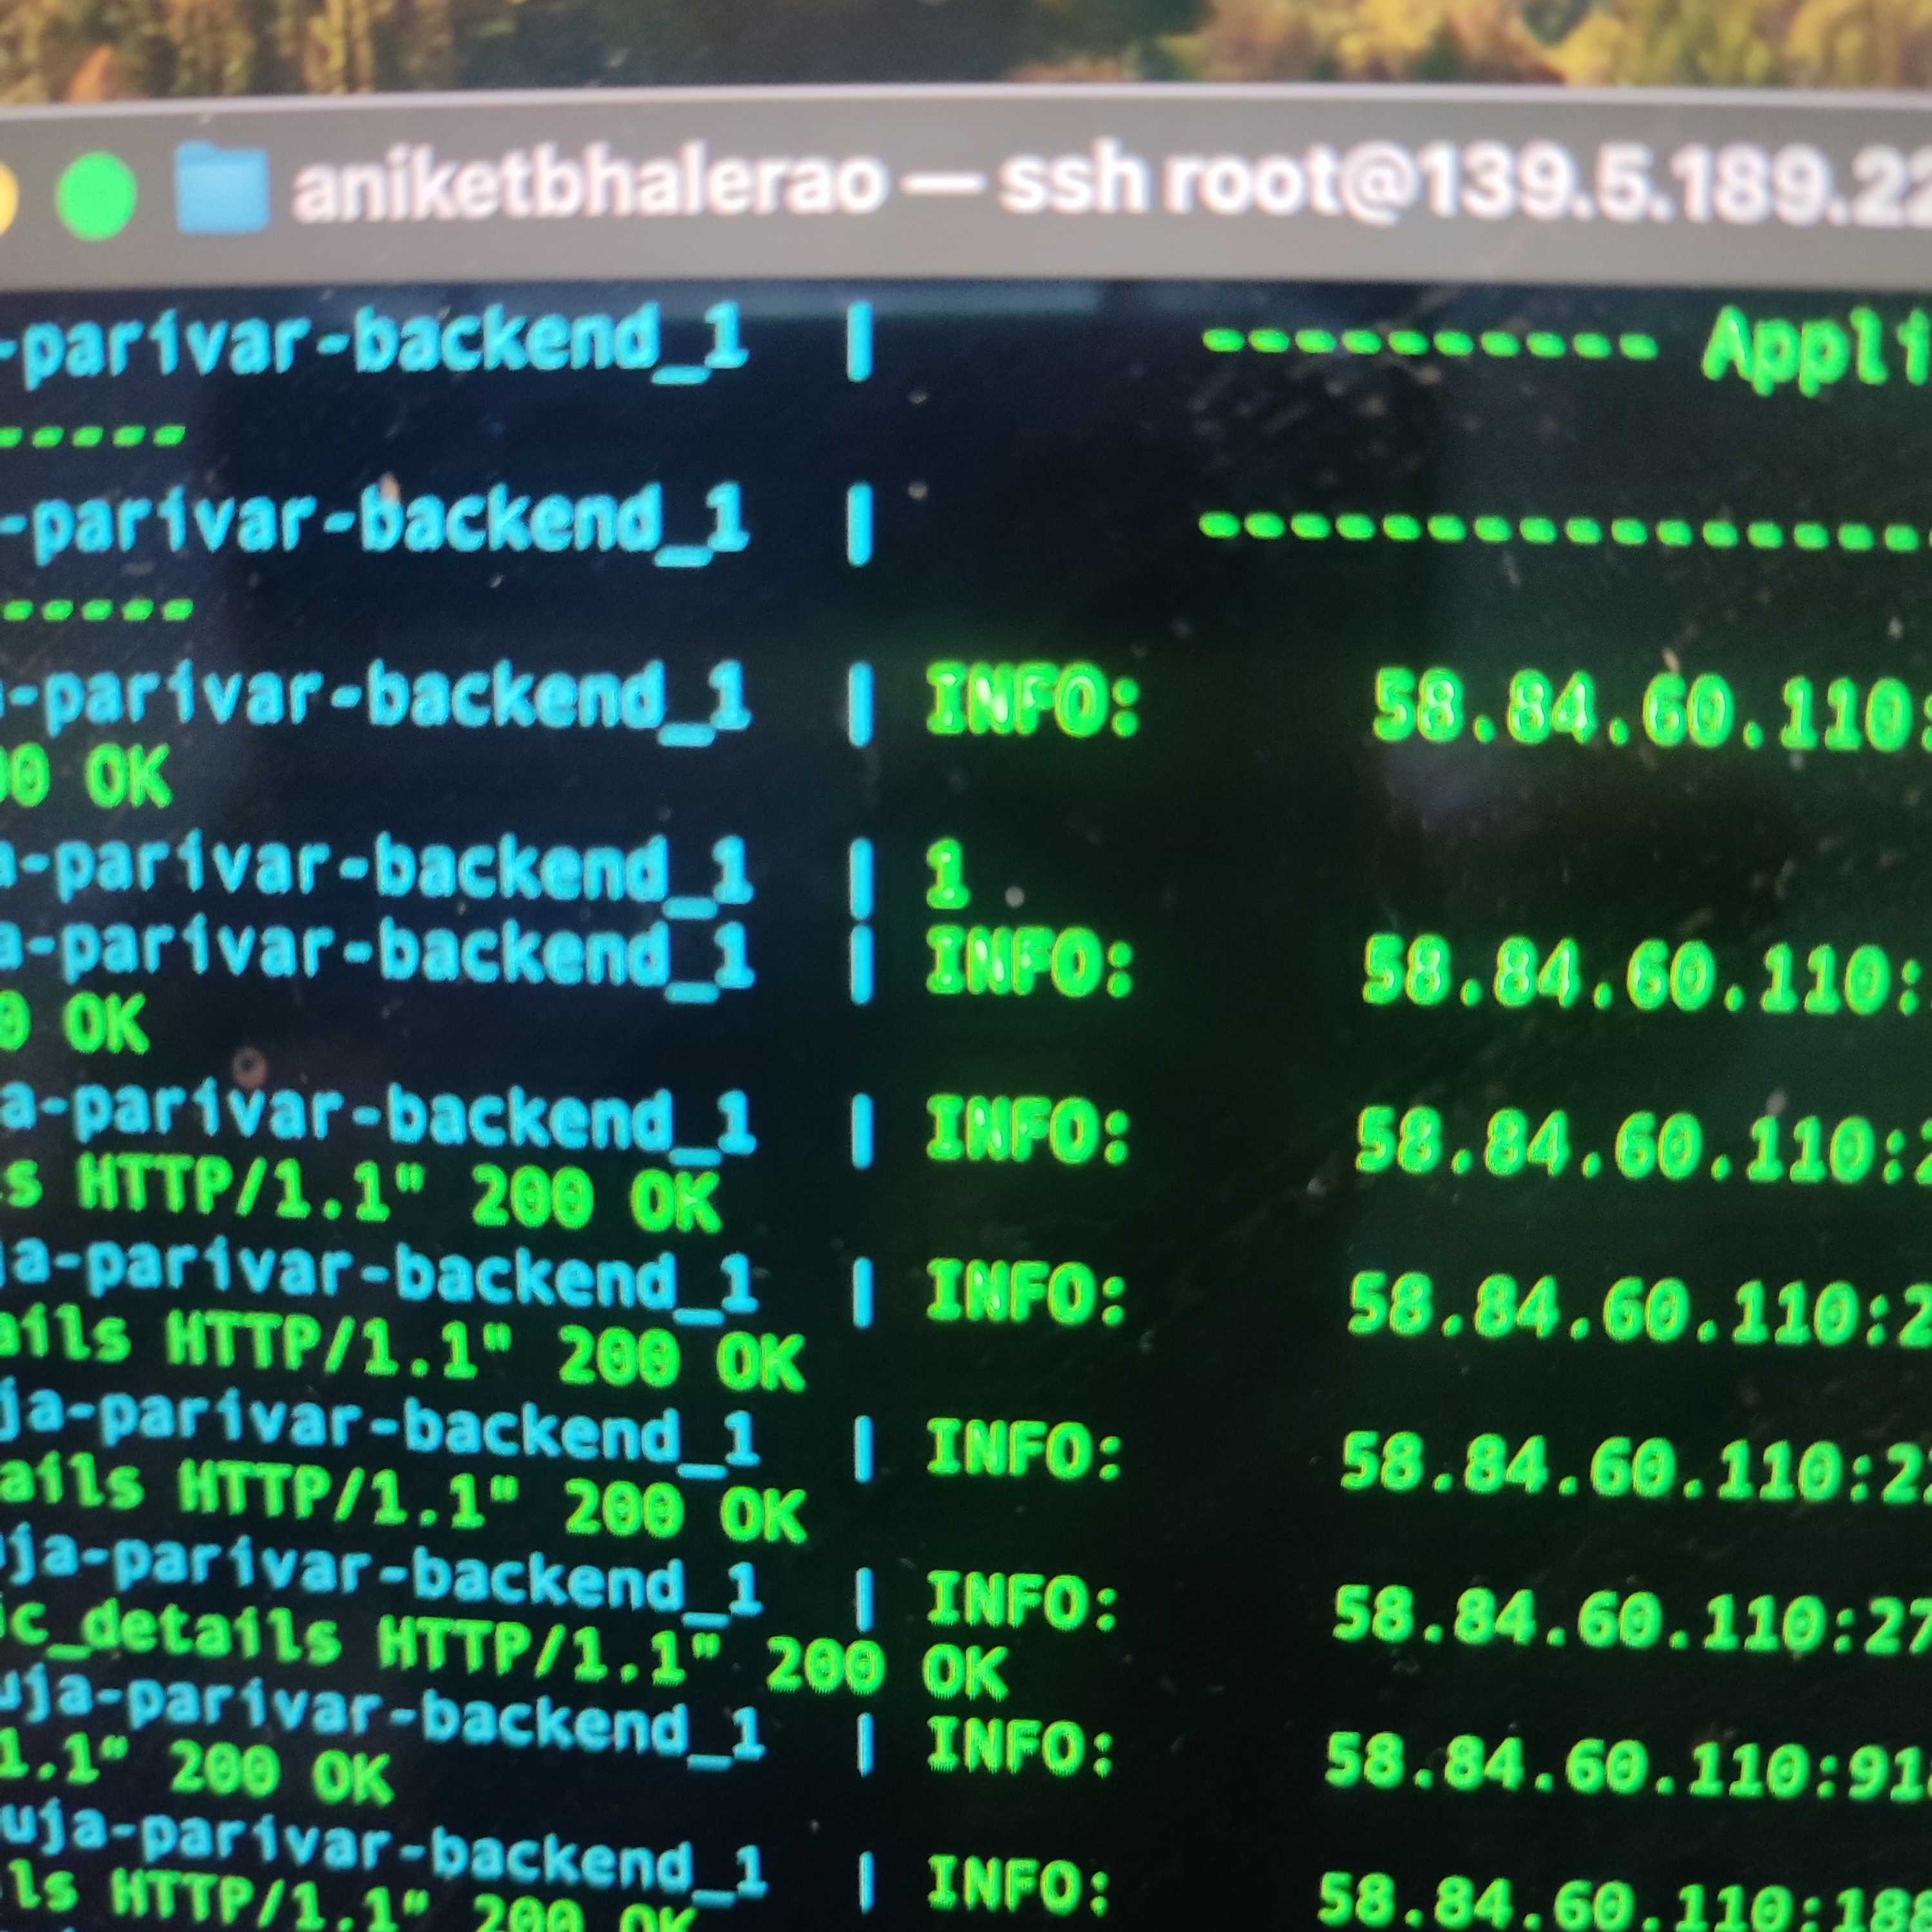 aniketbhalerao — ssh root@139.5.189.22
-parivar-backend_1 | ---------- Appli
-----
-parivar-backend_1 | ----------------
-----
-parivar-backend_1 | INFO: 58.84.60.110:
00 OK
a-parivar-backend_1 | 1
a-parivar-backend_1 | INFO: 58.84.60.110:
0 OK
a-parivar-backend_1 | INFO: 58.84.60.110:2
s HTTP/1.1" 200 OK
ja-parivar-backend_1 | INFO: 58.84.60.110:2
ails HTTP/1.1" 200 OK
ja-parivar-backend_1 | INFO: 58.84.60.110:22
ails HTTP/1.1" 200 OK
uja-parivar-backend_1 | INFO: 58.84.60.110:27
ic_details HTTP/1.1" 200 OK
uja-parivar-backend_1 | INFO: 58.84.60.110:91
1.1" 200 OK
uja-parivar-backend_1 | INFO: 58.84.60.110:188
ls HTTP/1.1" 200 OK